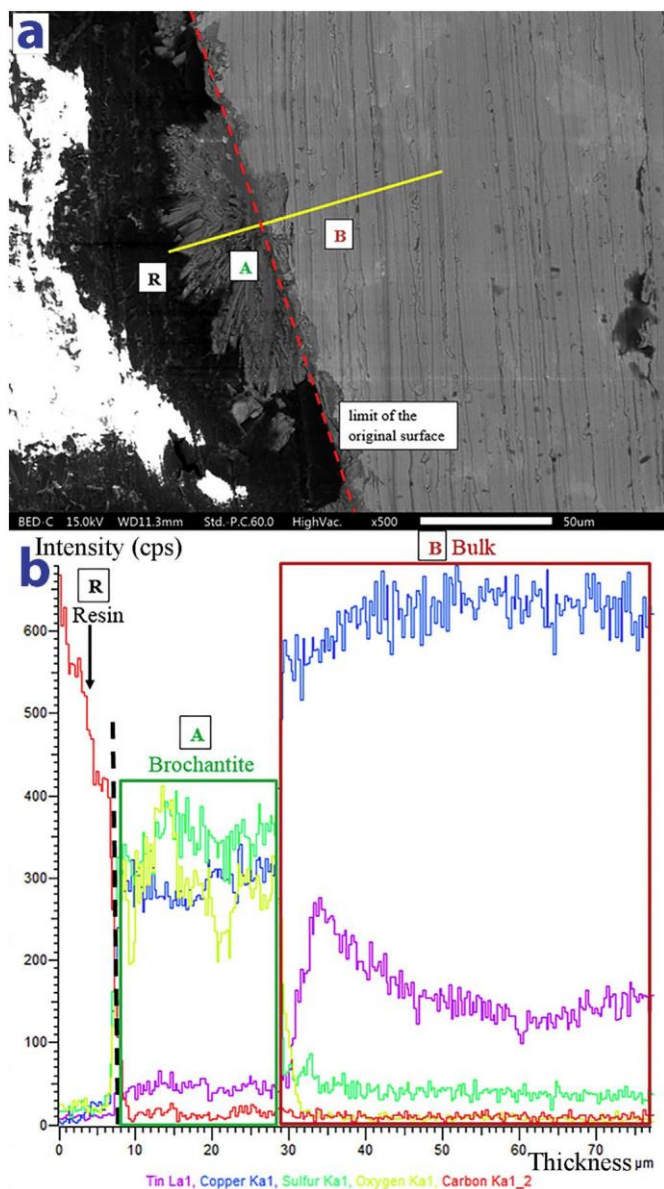 a
R
A
B
limit of the
original surface
BED-C 15.0kV WD11.3mm Std.-P.C.60.0 HighVac. x500 50um
b
Intensity (cps)
R
Resin
A
Brochantite
B Bulk
600
500
400
300
200
100
0
0 10 20 30 40 50 60 70 µm
Thickness
Tin La1, Copper Ka1, Sulfur Ka1, Oxygen Ka1, Carbon Ka1_2